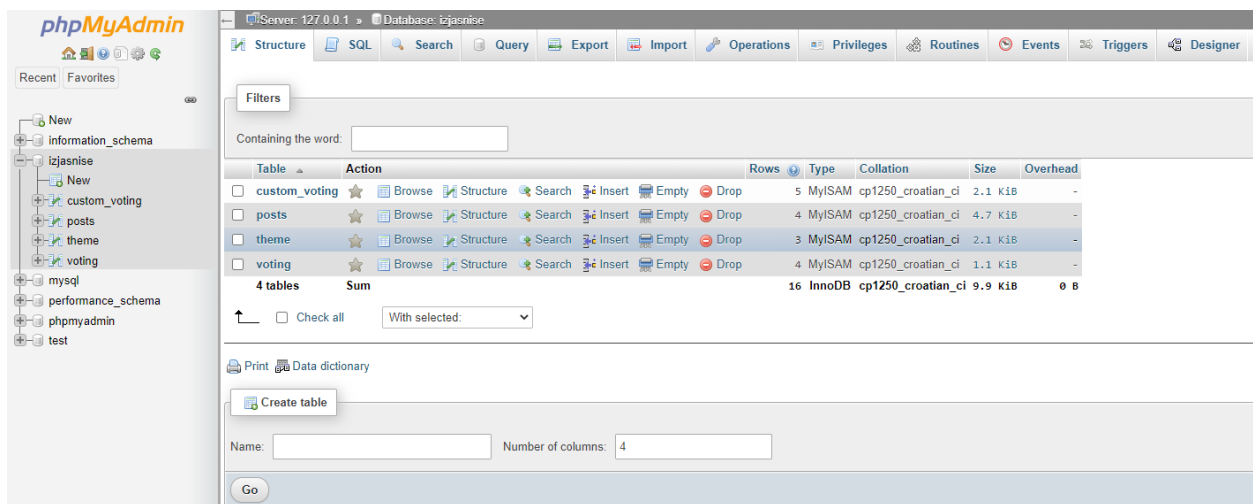 phpMyAdmin
Recent Favorites
New
information_schema
izjasnise
New
custom_voting
posts
theme
voting
mysql
performance_schema
phpmyadmin
test
Server: 127.0.0.1 » Database: izjasnise
Structure SQL Search Query Export Import Operations Privileges Routines Events Triggers Designer
Filters
Containing the word:
Table Action Rows Type Collation Size Overhead
custom_voting Browse Structure Search Insert Empty Drop 5 MyISAM cp1250_croatian_ci 2.1 KiB -
posts Browse Structure Search Insert Empty Drop 4 MyISAM cp1250_croatian_ci 4.7 KiB -
theme Browse Structure Search Insert Empty Drop 3 MyISAM cp1250_croatian_ci 2.1 KiB -
voting Browse Structure Search Insert Empty Drop 4 MyISAM cp1250_croatian_ci 1.1 KiB -
4 tables Sum 16 InnoDB cp1250_croatian_ci 9.9 KiB 0 B
Check all With selected:
Print Data dictionary
Create table
Name: Number of columns: 4
Go